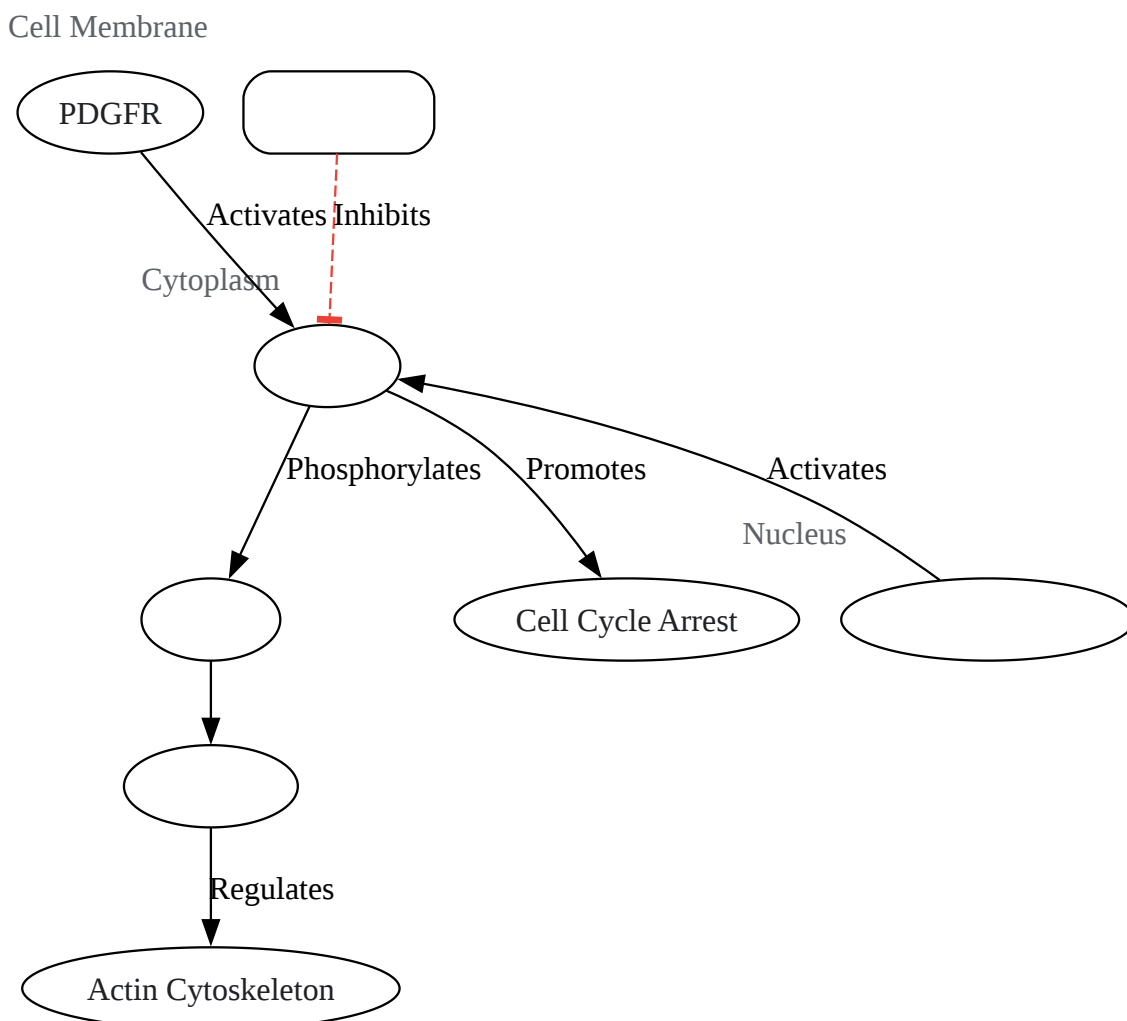 Cell Membrane
PDGFR
Activates
Inhibits
Cytoplasm
Phosphorylates
Promotes
Activates
Nucleus
Cell Cycle Arrest
Regulates
Actin Cytoskeleton